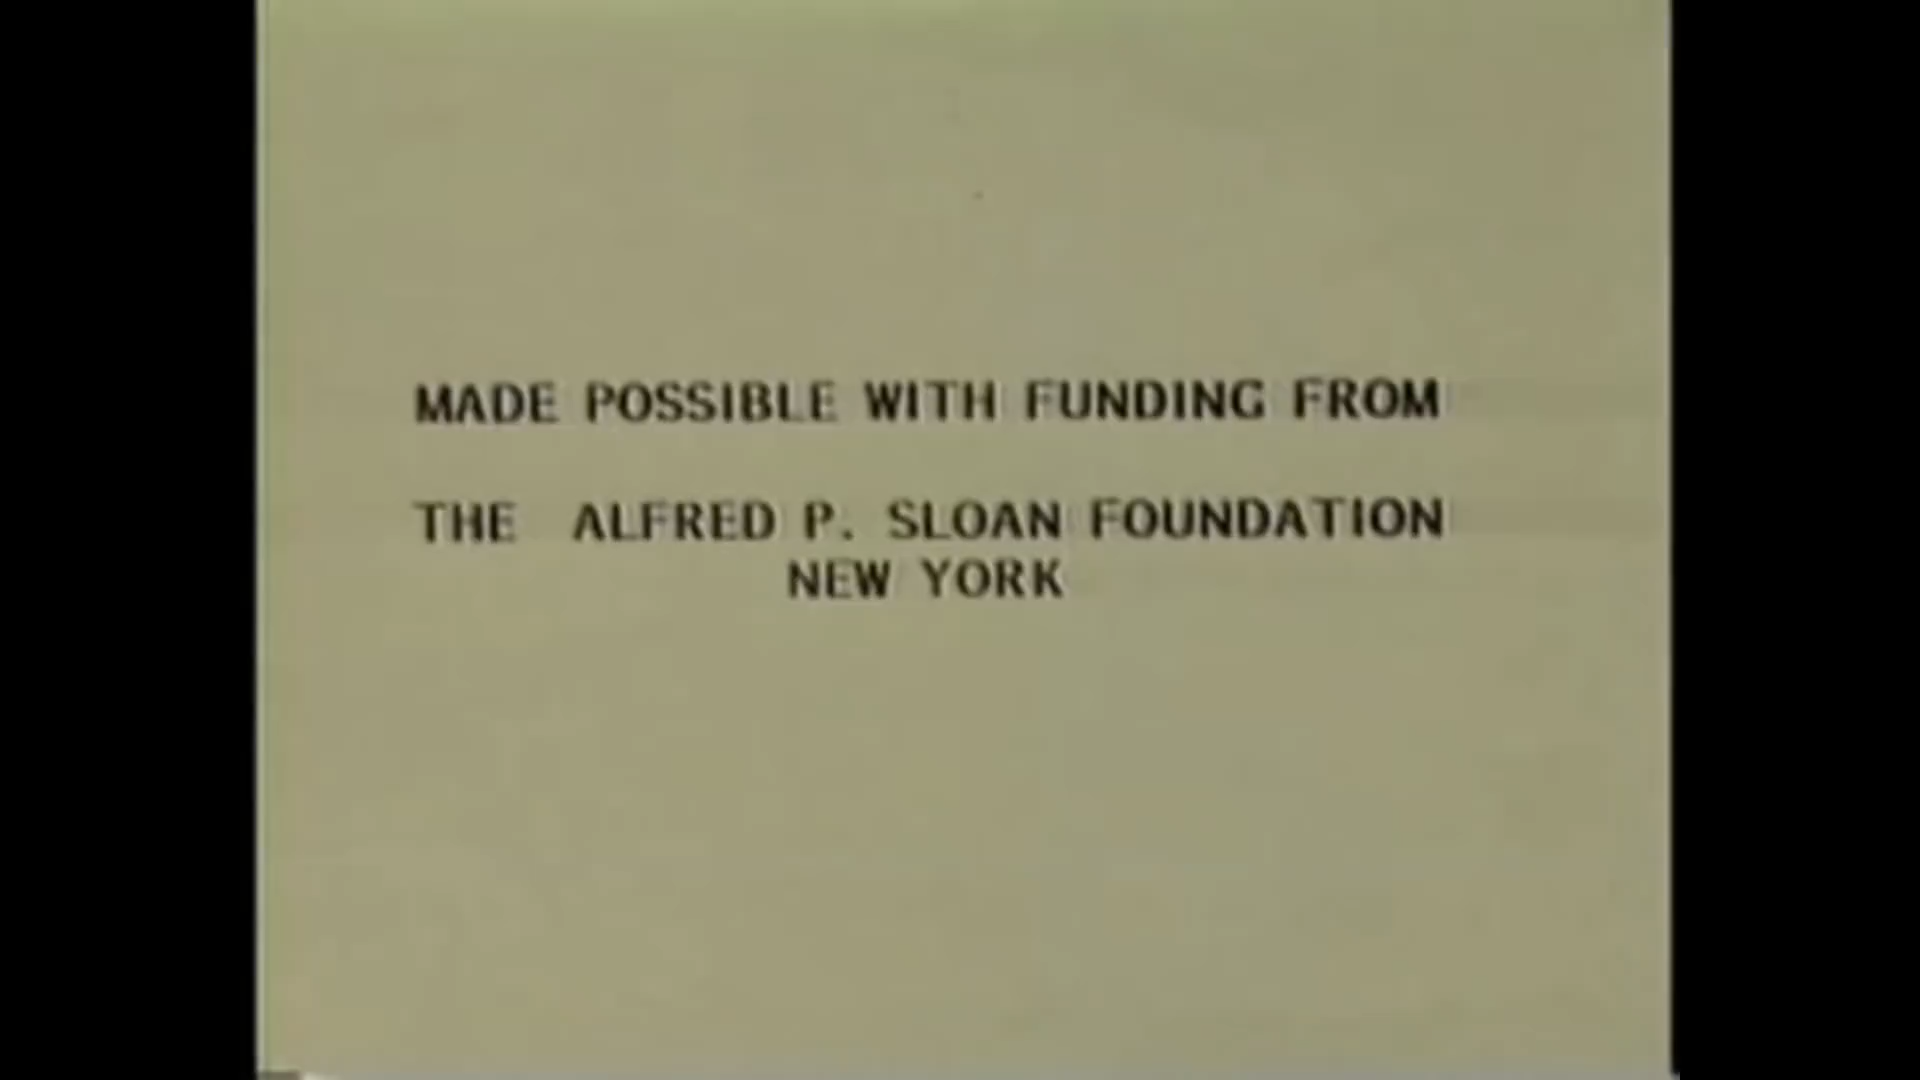 MADE POSSIBLE WITH FUNDING FROM
THE ALFRED P. SLOAN FOUNDATION
NEW YORK